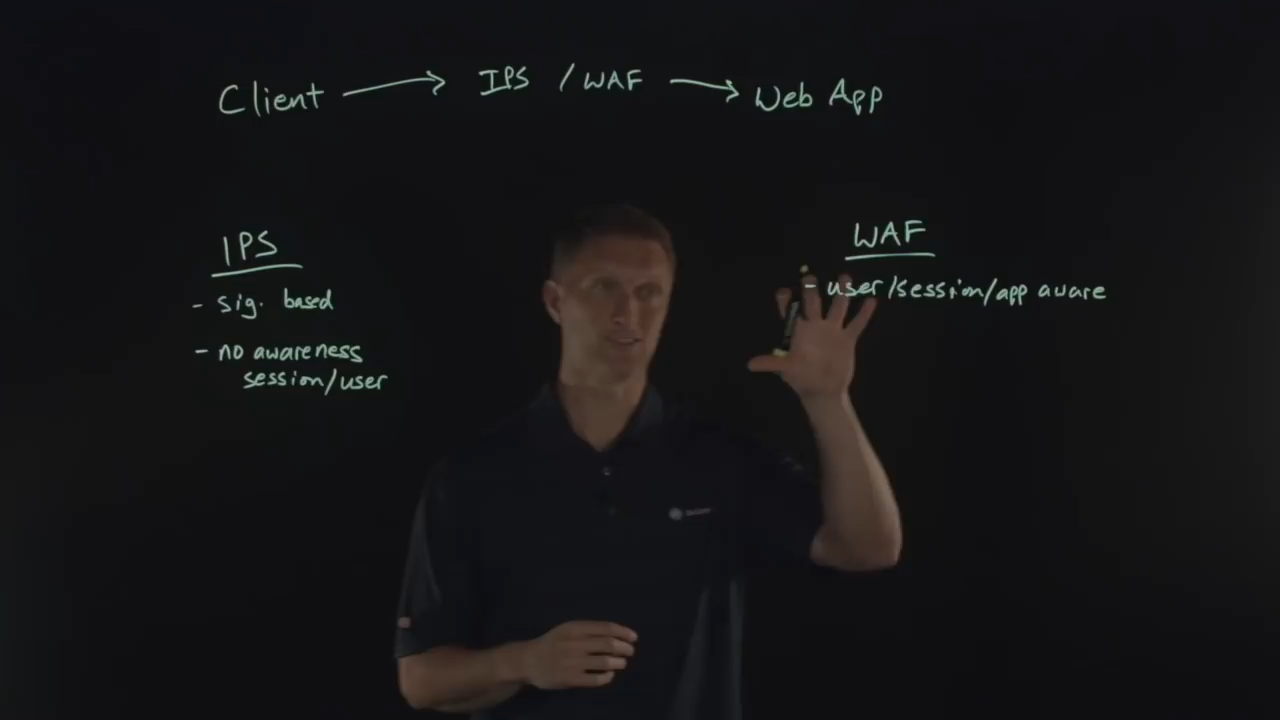 Client → IPS / WAF → Web App
IPS
- sig. based
- no awareness
session/user
WAF
- user/session/app aware